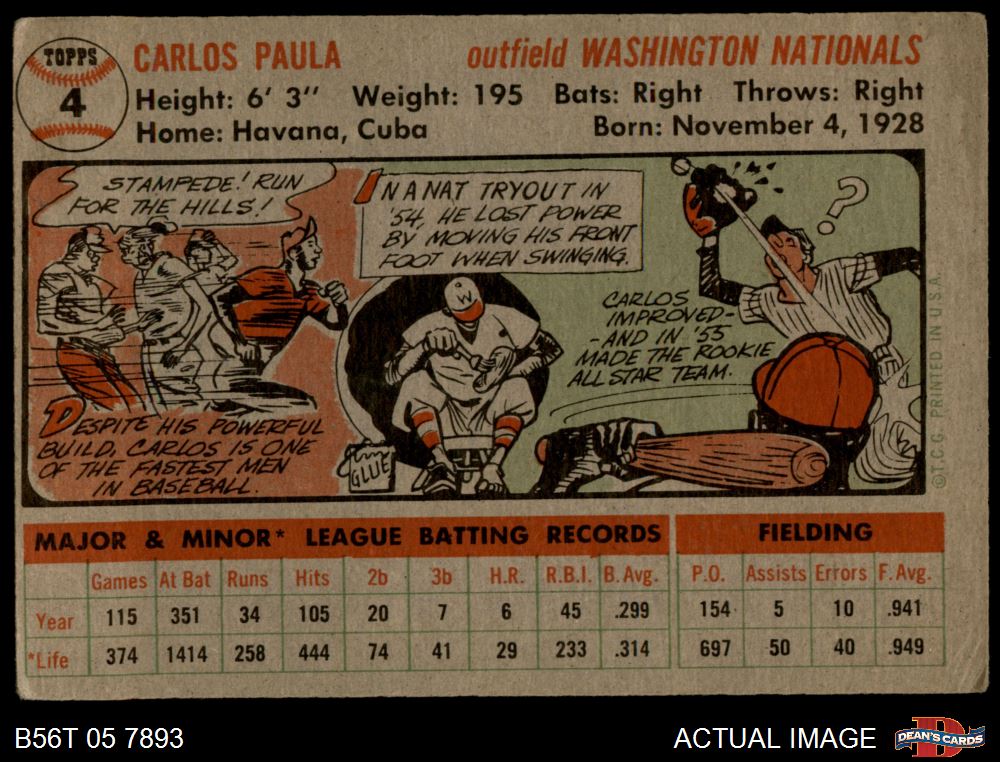 TOPPS
4
CARLOS PAULA outfield WASHINGTON NATIONALS
Height: 6' 3" Weight: 195 Bats: Right Throws: Right
Home: Havana, Cuba Born: November 4, 1928
STAMPEDE! RUN
FOR THE HILLS!
IN A NAT TRYOUT IN
'54, HE LOST POWER
BY MOVING HIS FRONT
FOOT WHEN SWINGING.
?
W
CARLOS
IMPROVED-
-AND IN '55
MADE THE ROOKIE
ALL STAR TEAM.
DESPITE HIS POWERFUL
BUILD, CARLOS IS ONE
OF THE FASTEST MEN
IN BASEBALL.
GLUE
©T.C.G. PRINTED IN U.S.A.
MAJOR & MINOR* LEAGUE BATTING RECORDS FIELDING
Games At Bat Runs Hits 2b 3b H.R. R.B.I. B. Avg. P.O. Assists Errors F. Avg.
Year 115 351 34 105 20 7 6 45 .299 154 5 10 .941
*Life 374 1414 258 444 74 41 29 233 .314 697 50 40 .949
B56T 05 7893 ACTUAL IMAGE DEAN'S CARDS